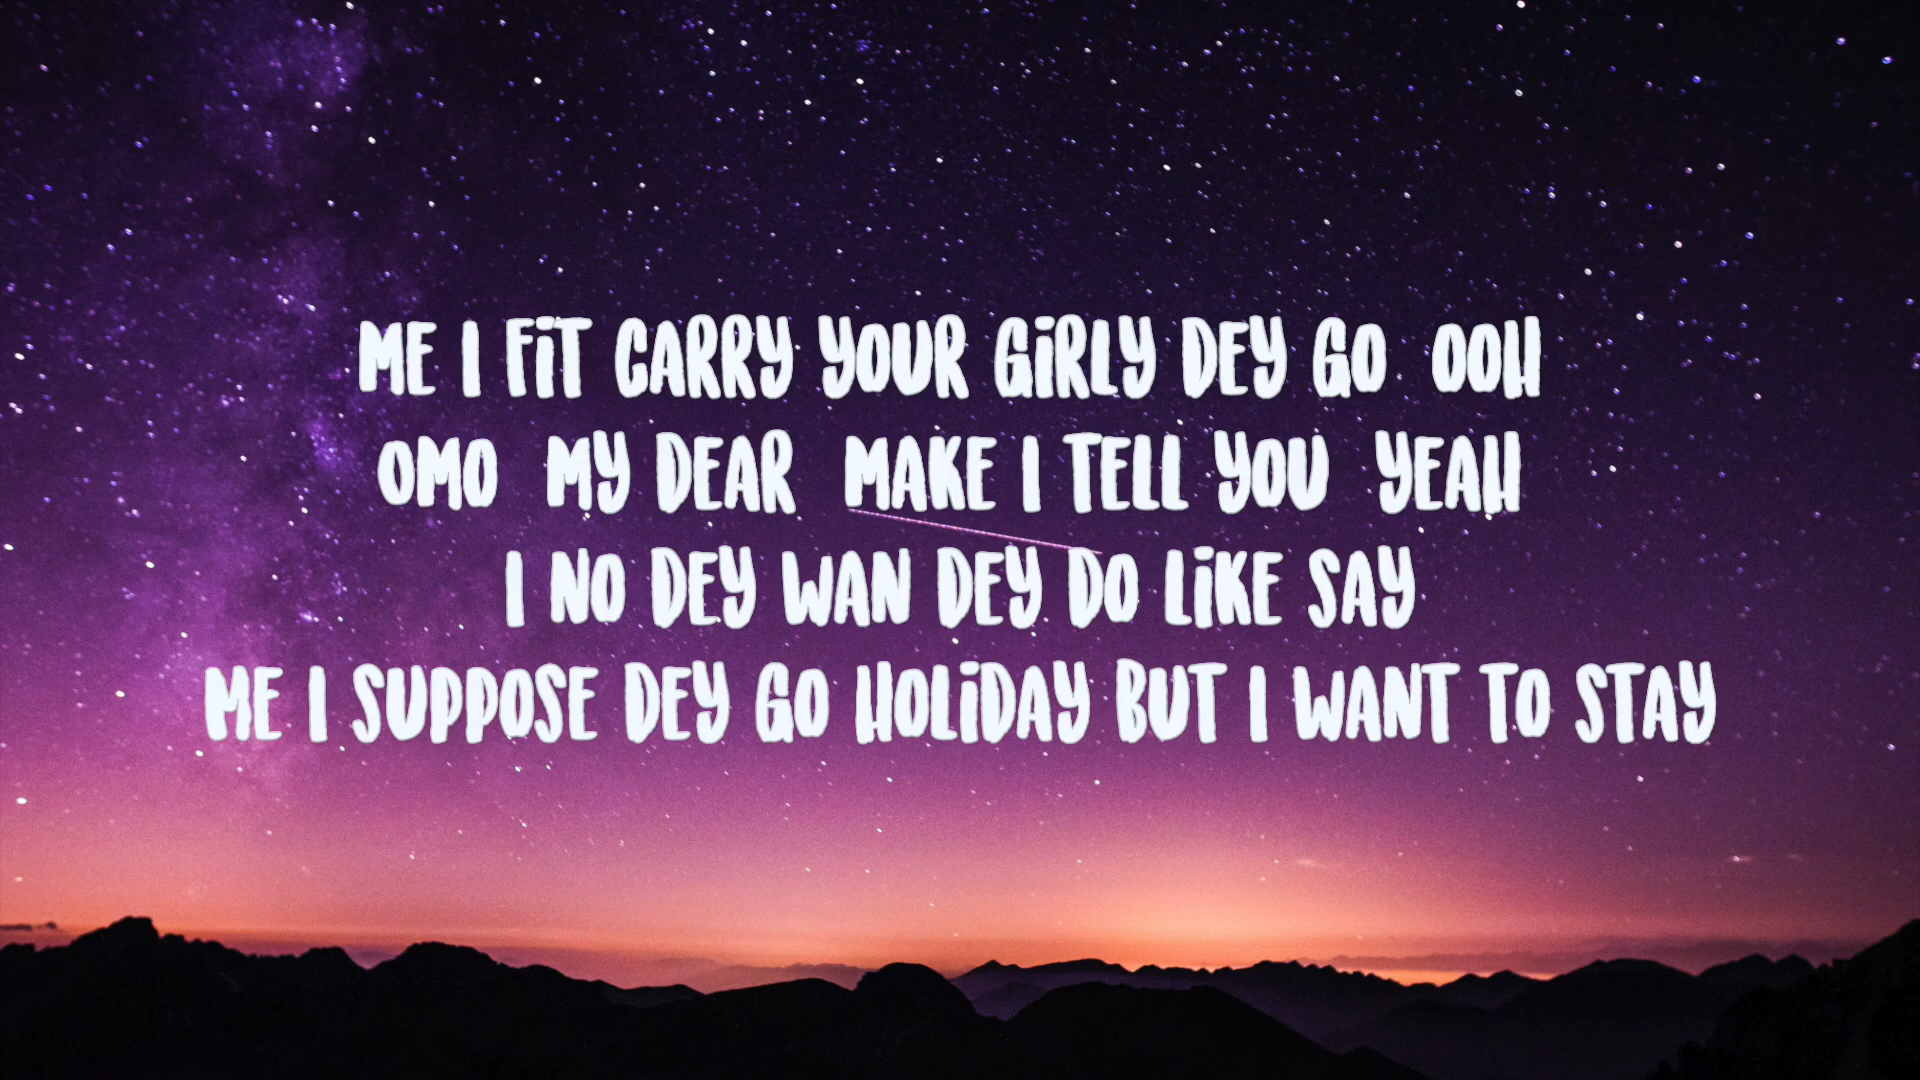 ME I FiT CARRY YOUR GiRLY DEY GO OOH
OMO MY DEAR MAKE I TELL YOU YEAH
I NO DEY WAN DEY DO LiKE SAY
ME I SUPPOSE DEY GO HOLiDAY BUT I WANT TO STAY